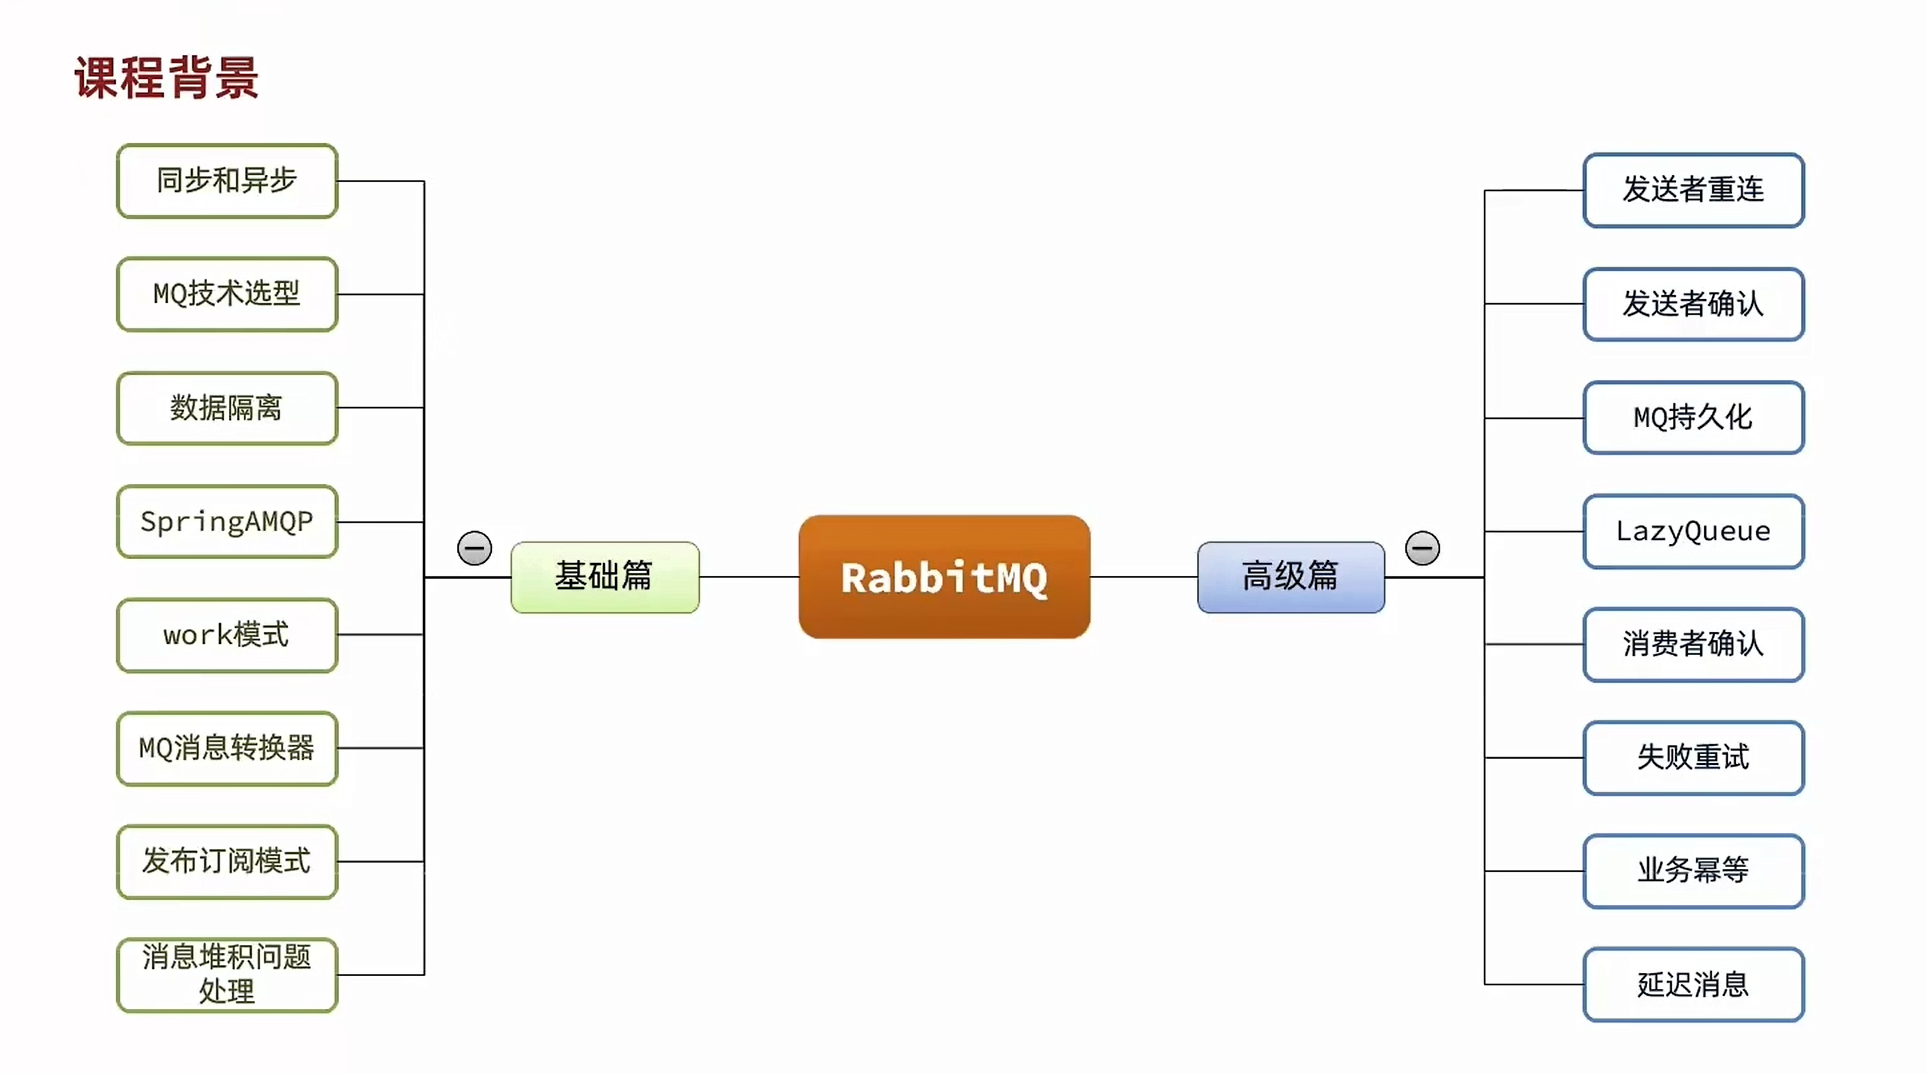 课程背景
同步和异步
MQ技术选型
数据隔离
SpringAMQP
work模式
MQ消息转换器
发布订阅模式
消息堆积问题
处理
基础篇
RabbitMQ
高级篇
发送者重连
发送者确认
MQ持久化
LazyQueue
消费者确认
失败重试
业务幂等
延迟消息